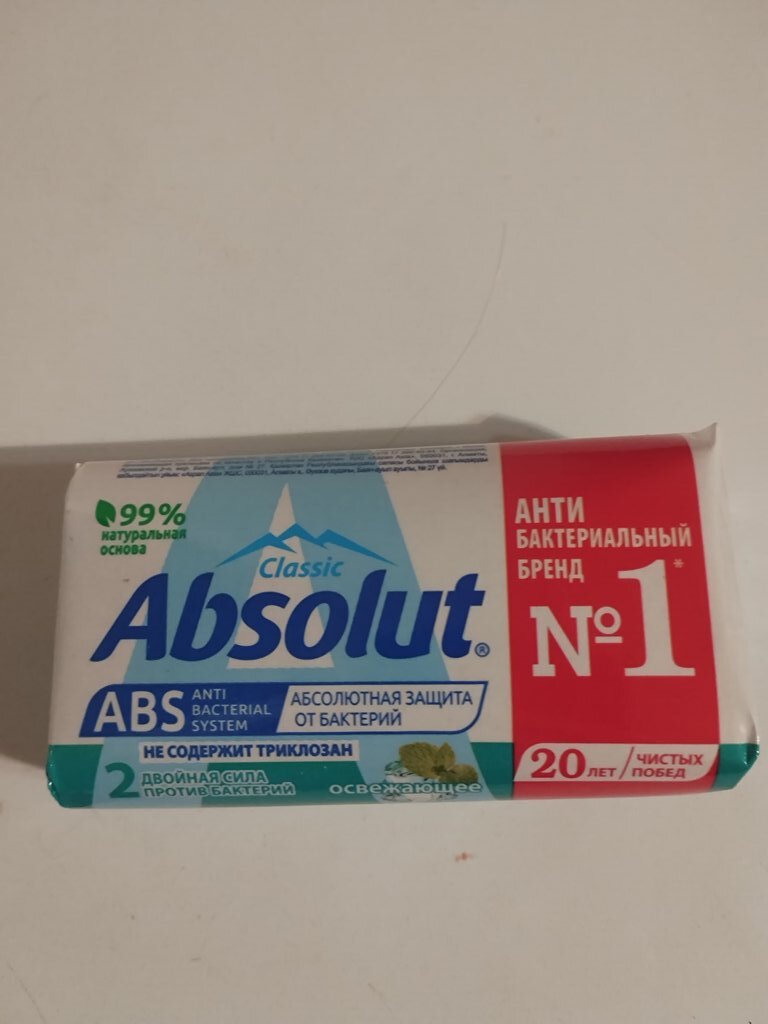 99%
натуральная
основа
Classic
Absolut®
ABS
ANTI
BACTERIAL
SYSTEM
АБСОЛЮТНАЯ ЗАЩИТА
ОТ БАКТЕРИЙ
НЕ СОДЕРЖИТ ТРИКЛОЗАН
2 ДВОЙНАЯ СИЛА
ПРОТИВ БАКТЕРИЙ
освежающее
АНТИ
БАКТЕРИАЛЬНЫЙ
БРЕНД
№1*
20 ЛЕТ / ЧИСТЫХ
ПОБЕД